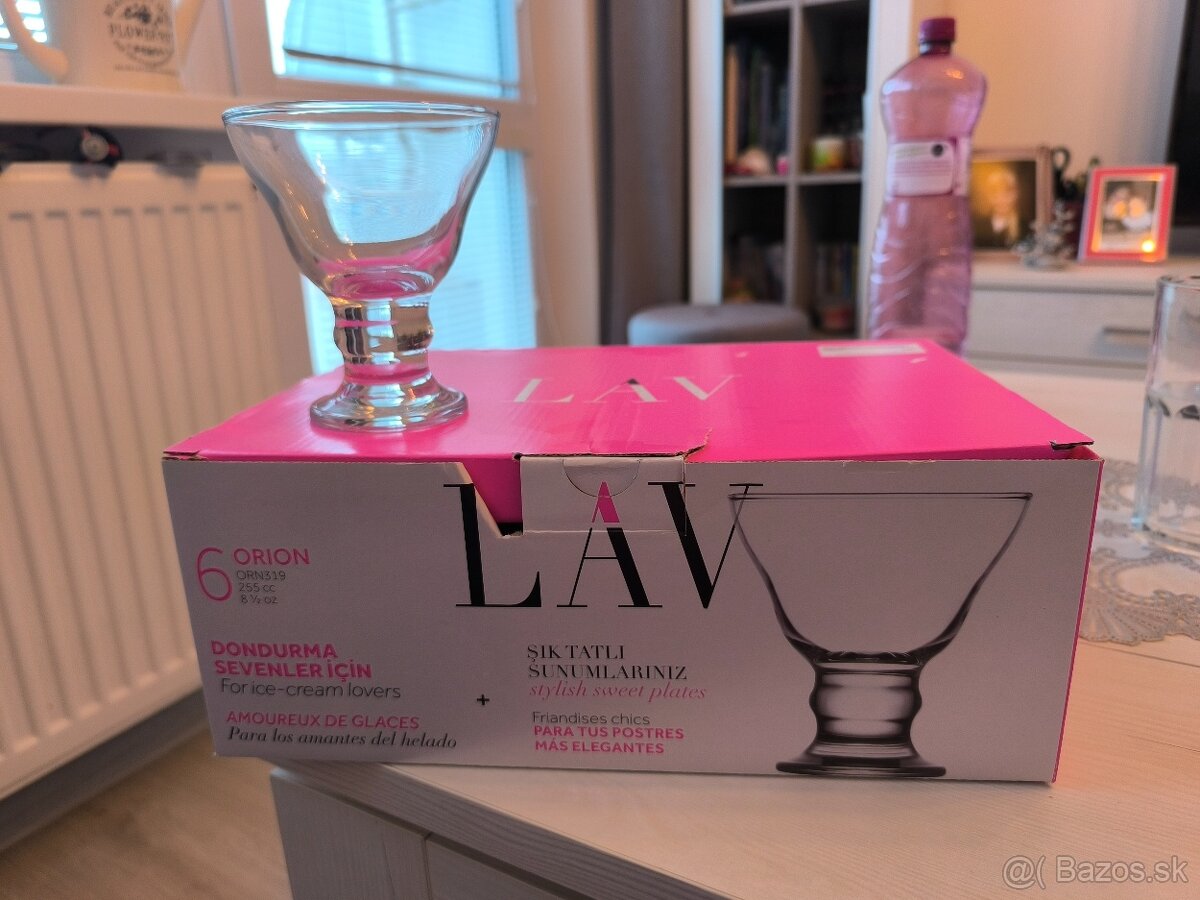 FLOWERS
LAV
LAV
6 ORION
ORN319
255 cc
8 ½ oz
DONDURMA
SEVENLER İÇİN
For ice-cream lovers
AMOUREUX DE GLACES
Para los amantes del helado
+
ŞIK TATLI
SUNUMLARINIZ
stylish sweet plates
Friandises chics
PARA TUS POSTRES
MÁS ELEGANTES
@( Bazos.sk